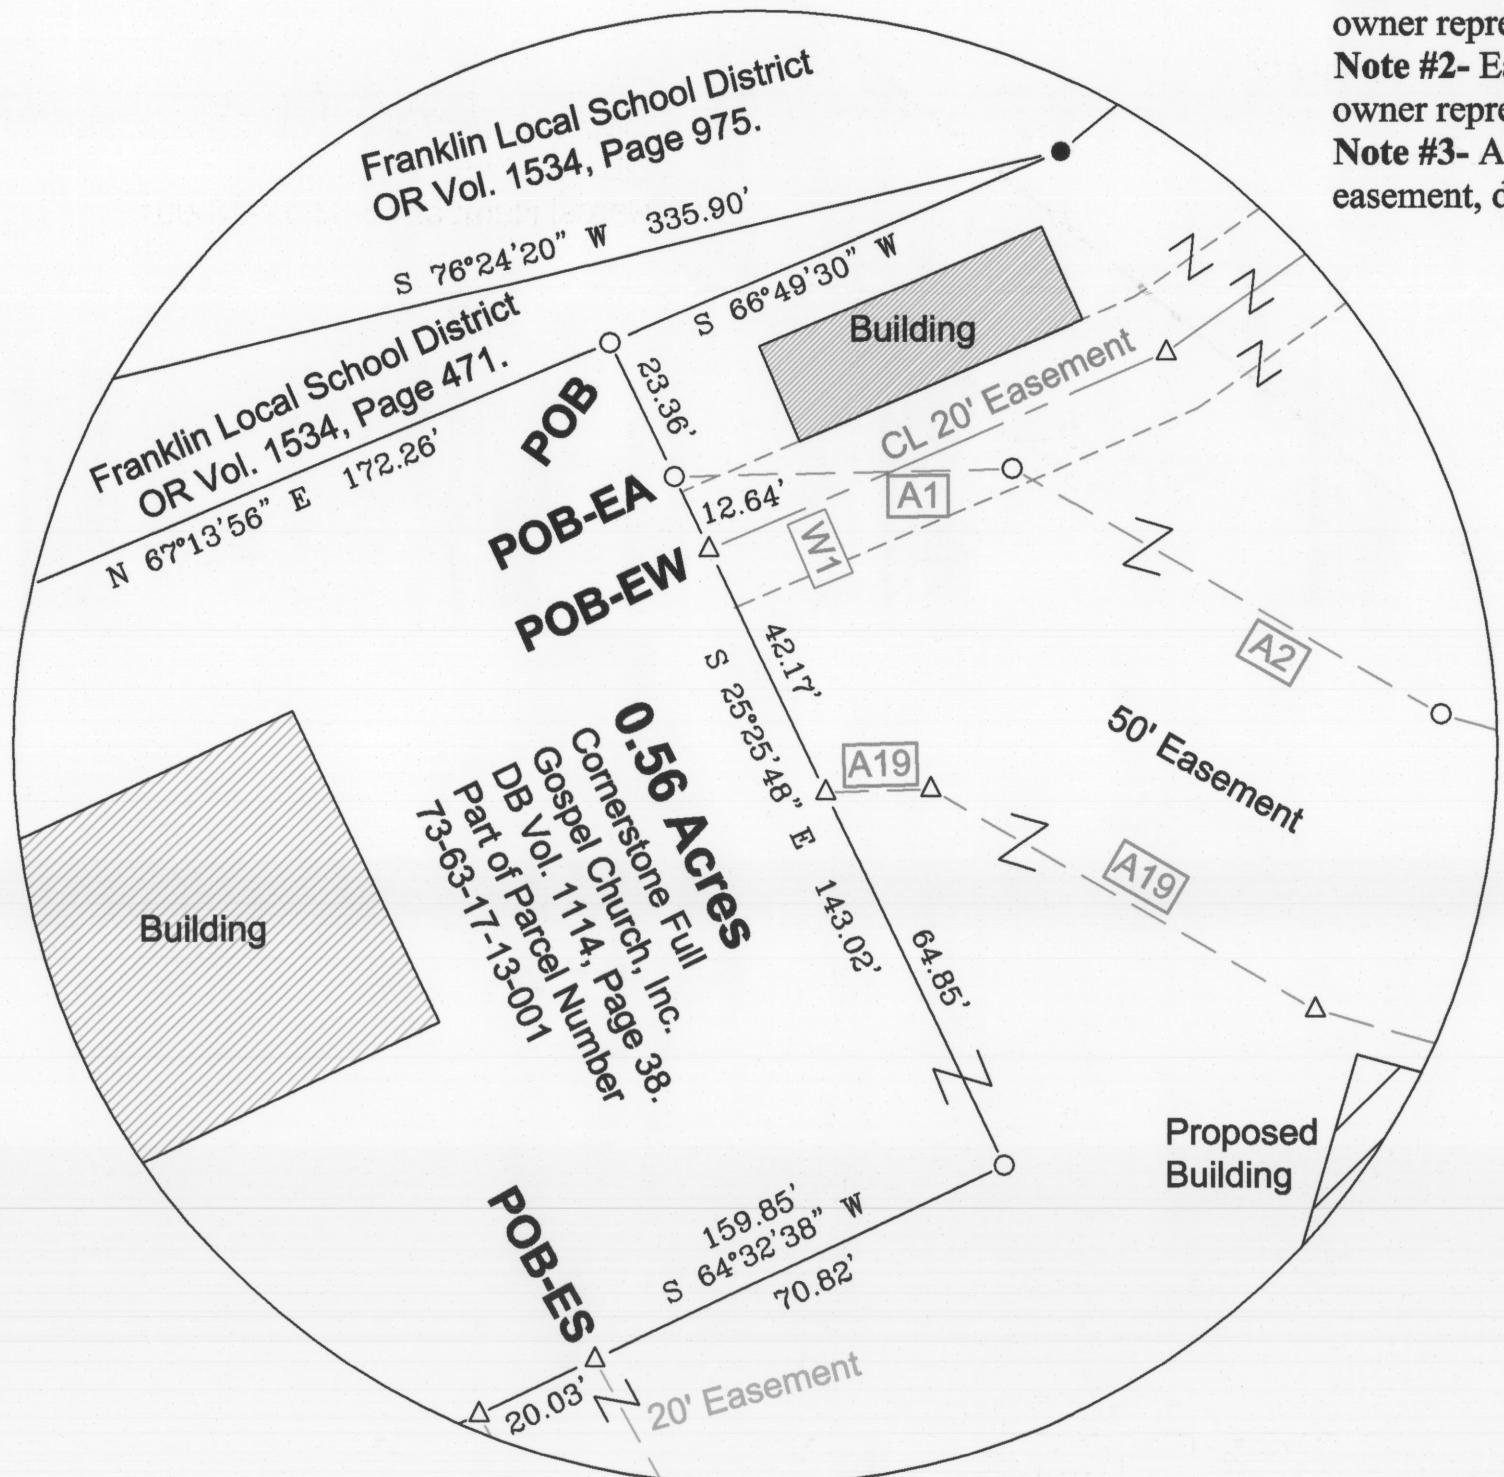 owner repre
Note #2- Ea
owner repre
Note #3- A
easement, d
Franklin Local School District
OR Vol. 1534, Page 975.
S 76°24'20" W 335.90'
S 66°49'30" W
Building
Franklin Local School District
OR Vol. 1534, Page 471.
N 67°13'56" E 172.26'
POB
23.36'
CL 20' Easement
POB-EA
12.64'
A1
W1
POB-EW
42.17'
A2
S 25°25'48" E 143.02'
50' Easement
A19
A19
0.56 Acres
Cornerstone Full
Gospel Church, Inc.
DB Vol. 1114, Page 38.
Part of Parcel Number
73-63-17-13-001
Building
64.85'
Proposed
Building
POB-ES
159.85'
S 64°32'38" W
70.82'
20.03'
20' Easement